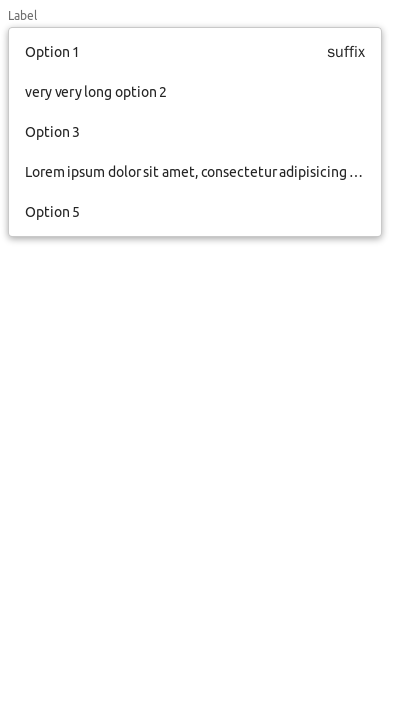 Label
Option 1 suffix
very very long option 2
Option 3
Lorem ipsum dolor sit amet, consectetur adipisicing …
Option 5